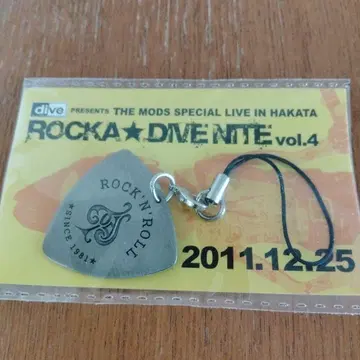 dive PRESENTS THE MODS SPECIAL LIVE IN HAKATA
ROCKA★DIVE NITE vol.4
ROCK'N'ROLL
★SINCE 1981★
2011.12.25